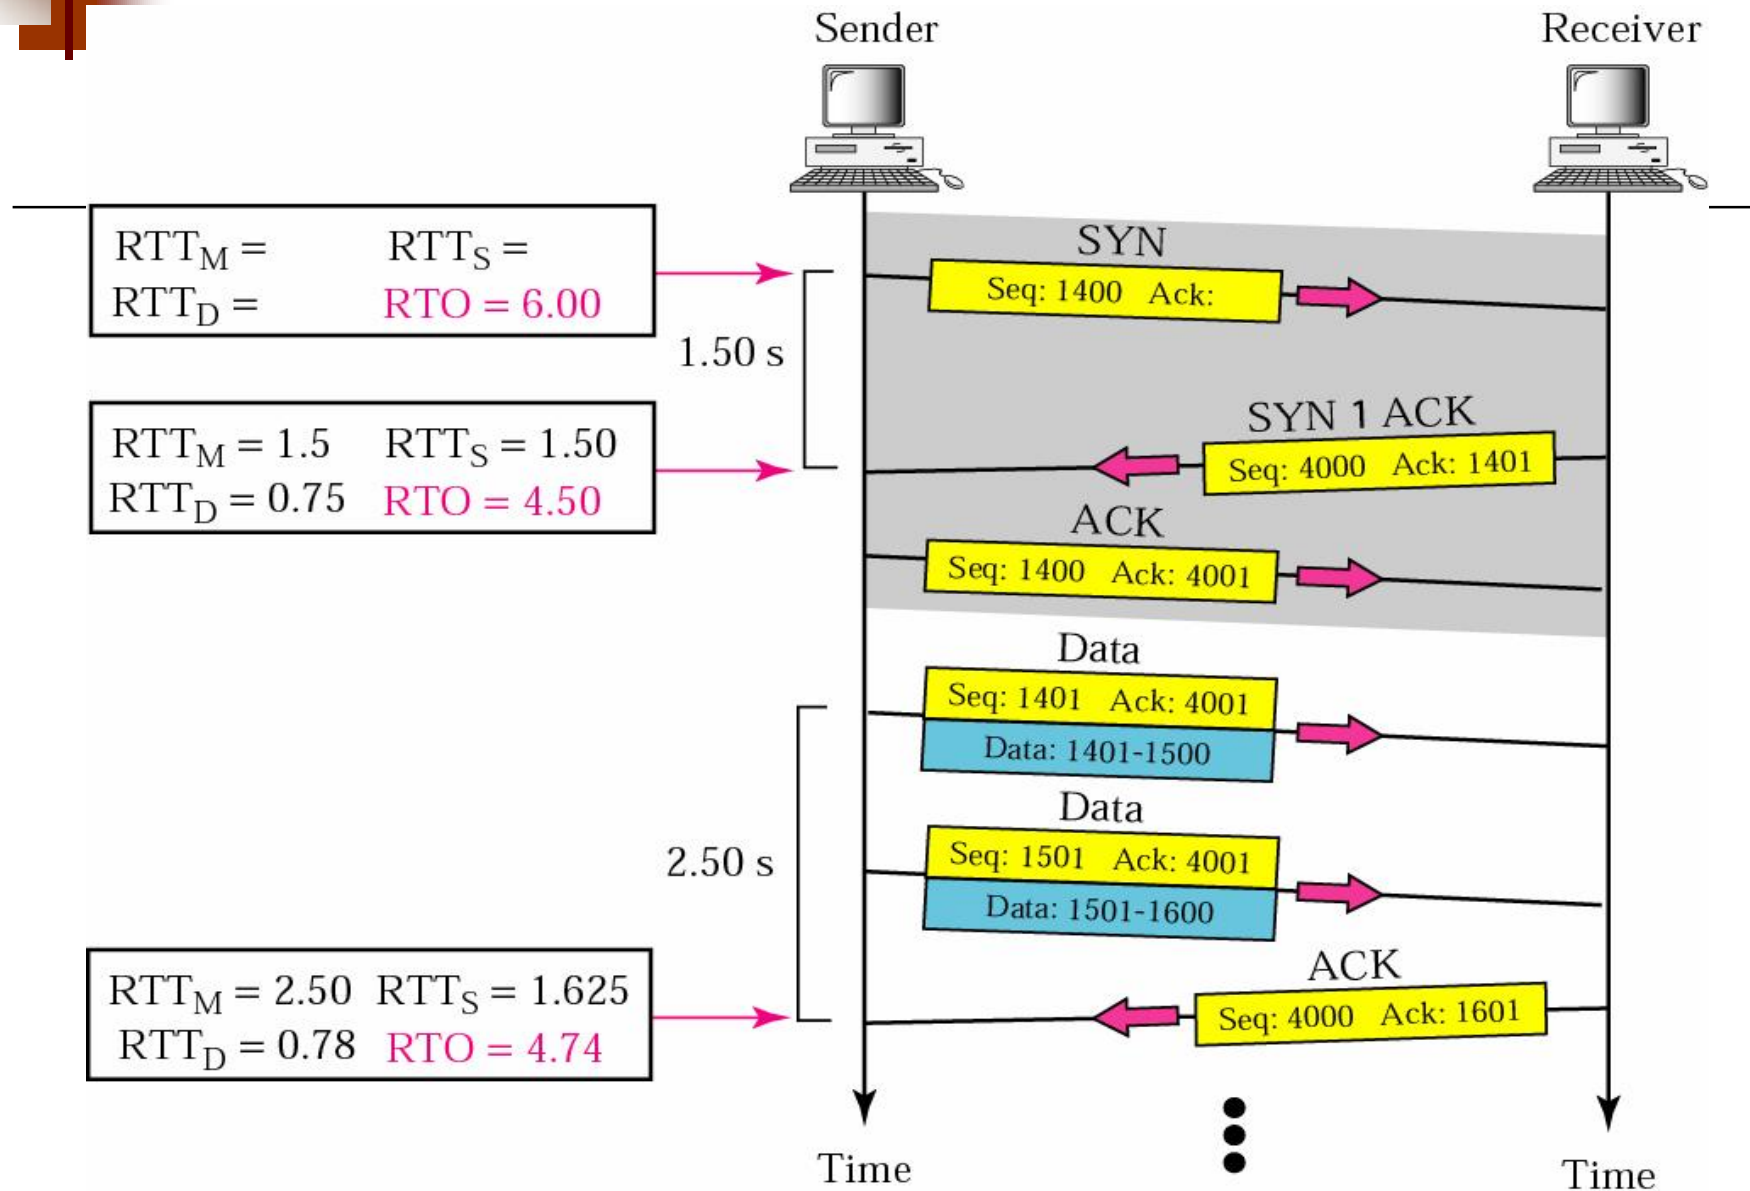 Sender
Receiver
RTTM = RTTS =
RTTD = RTO = 6.00
SYN
Seq: 1400 Ack:
1.50 s
RTTM = 1.5 RTTS = 1.50
RTTD = 0.75 RTO = 4.50
SYN 1 ACK
Seq: 4000 Ack: 1401
ACK
Seq: 1400 Ack: 4001
Data
Seq: 1401 Ack: 4001
Data: 1401-1500
2.50 s
Data
Seq: 1501 Ack: 4001
Data: 1501-1600
RTTM = 2.50 RTTS = 1.625
RTTD = 0.78 RTO = 4.74
ACK
Seq: 4000 Ack: 1601
Time
Time